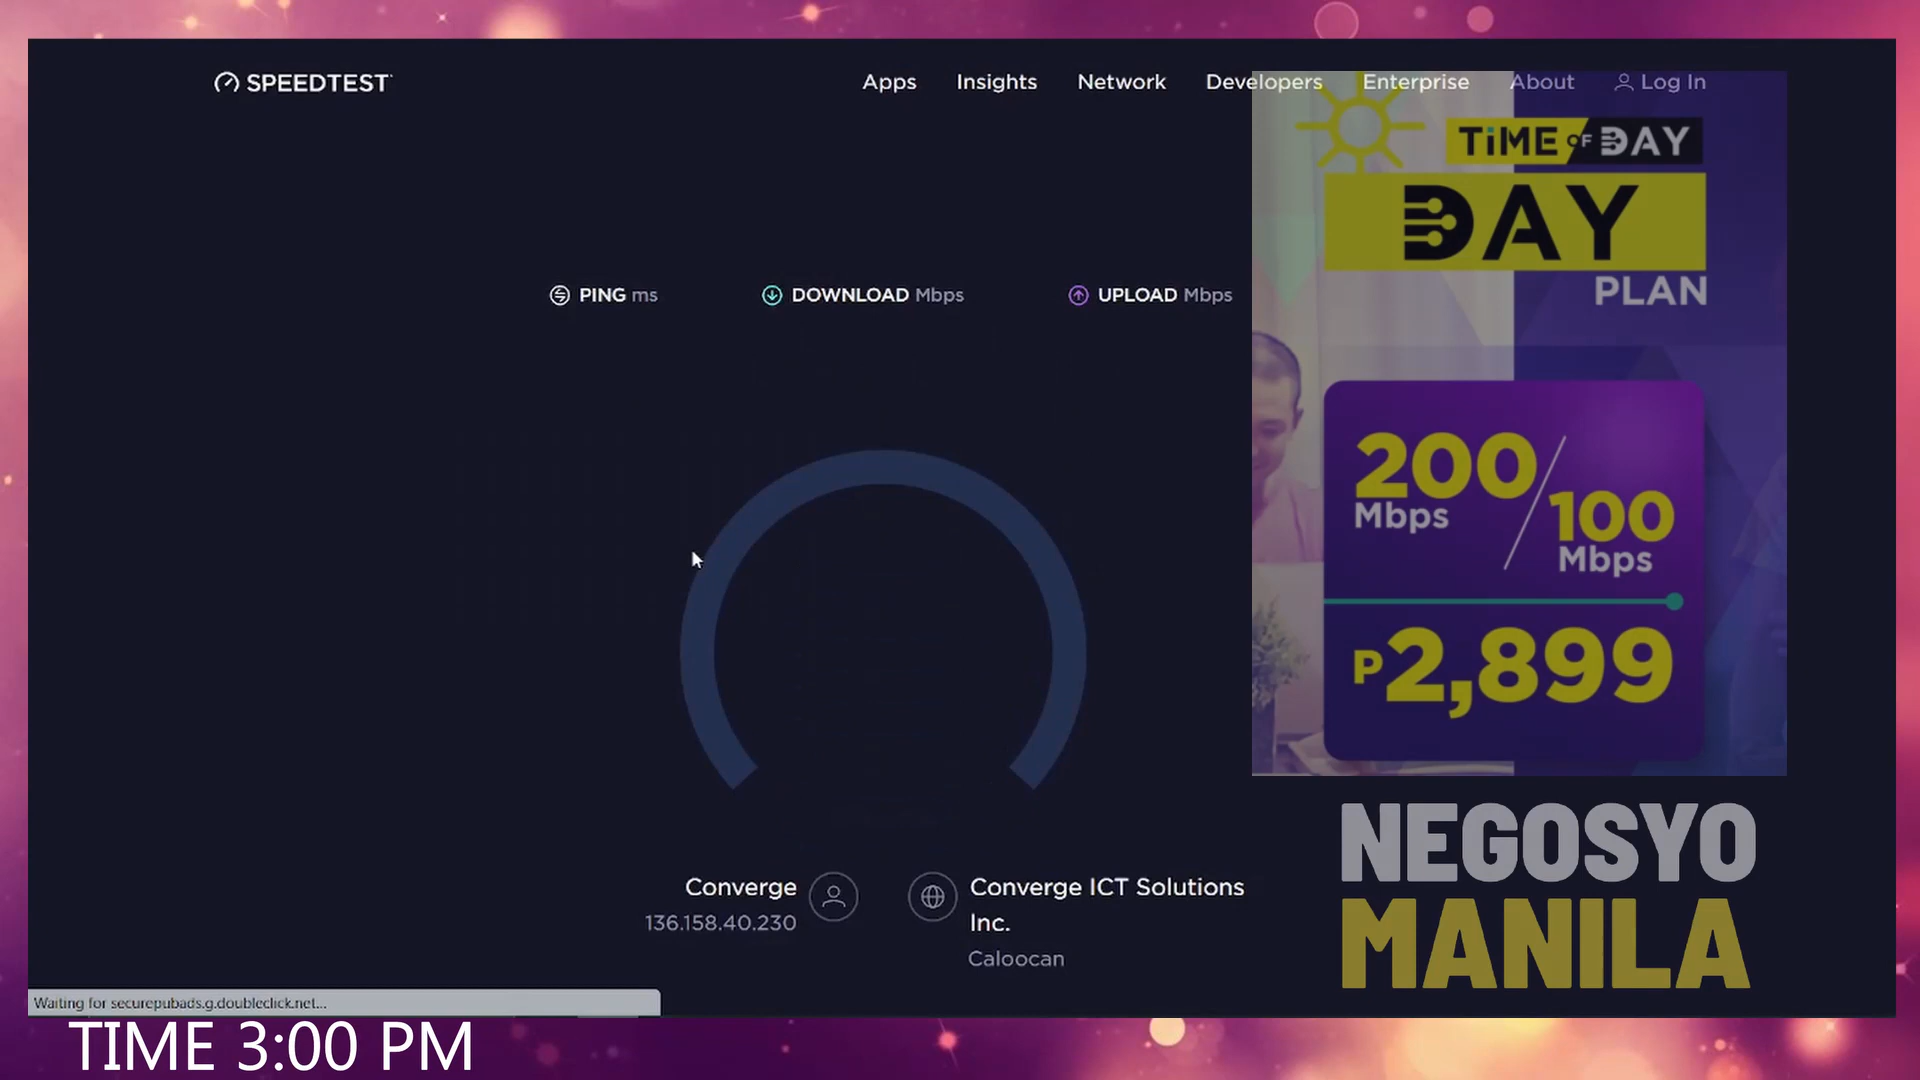 SPEEDTEST
Apps Insights Network Developers Enterprise About Log In
TiME OF DAY
DAY
PLAN
PING ms DOWNLOAD Mbps UPLOAD Mbps
200 Mbps / 100 Mbps
P2,899
Converge
136.158.40.230
Converge ICT Solutions
Inc.
Caloocan
NEGOSYO
MANILA
Waiting for securepubads.g.doubleclick.net...
TIME 3:00 PM